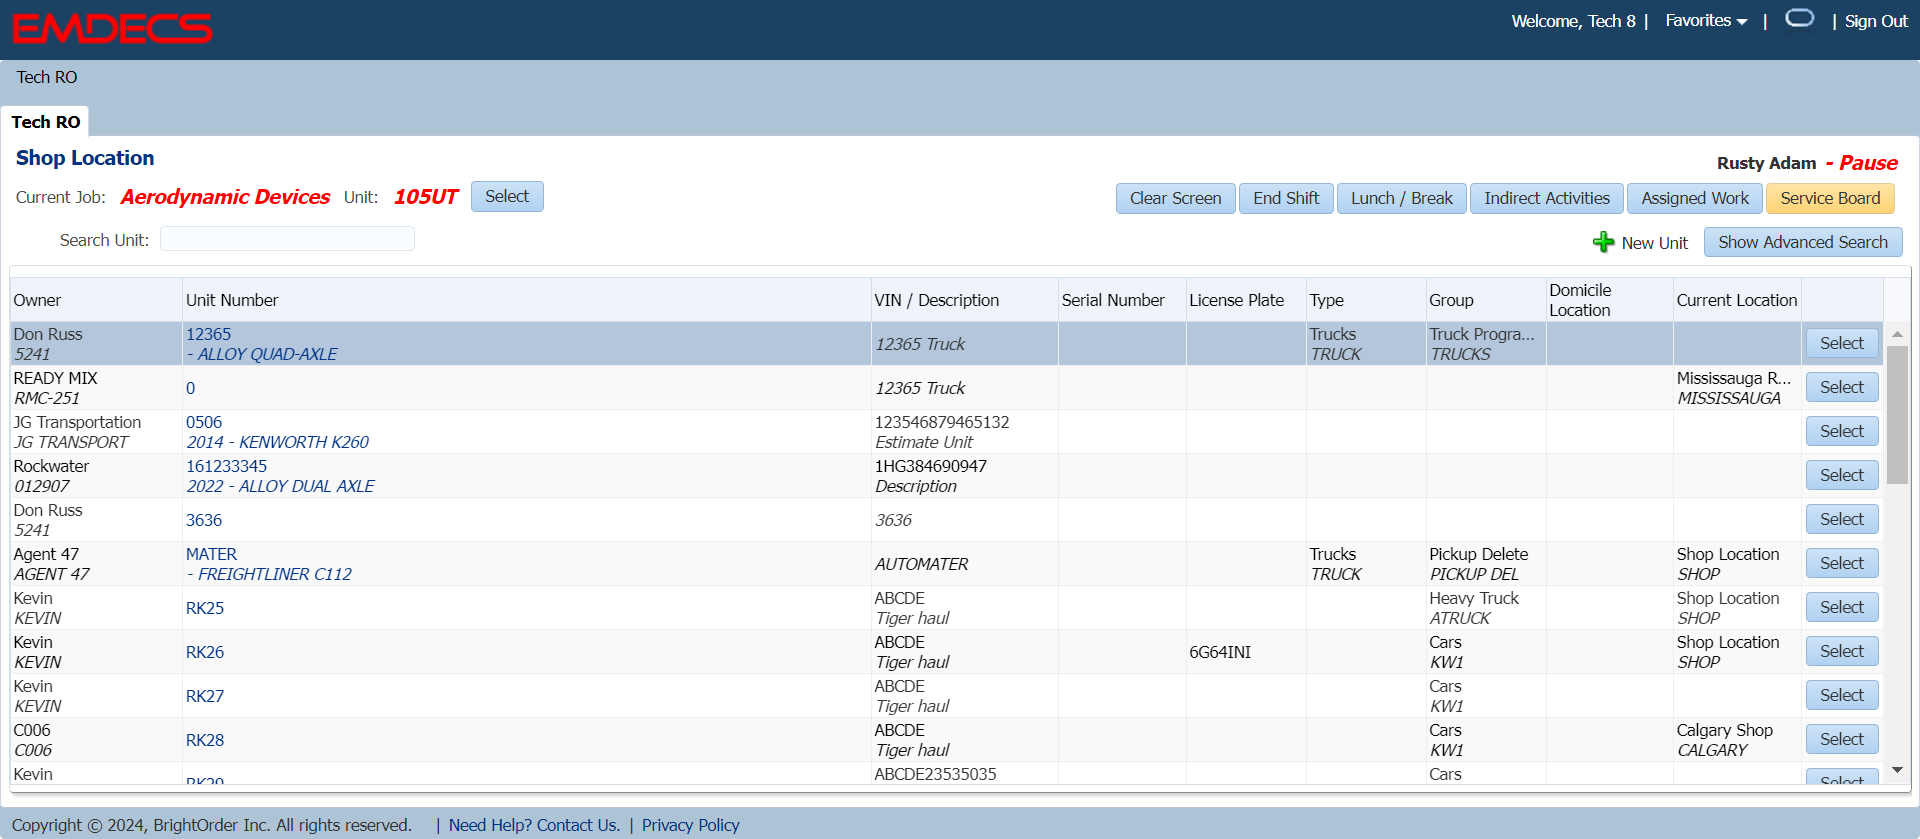 EMDECS
Welcome, Tech 8 | Favorites | | Sign Out
Tech RO
Tech RO
Shop Location
Rusty Adam - Pause
Current Job: Aerodynamic Devices Unit: 105UT Select
Clear Screen End Shift Lunch / Break Indirect Activities Assigned Work Service Board
Search Unit:
New Unit Show Advanced Search
Owner Unit Number VIN / Description Serial Number License Plate Type Group Domicile Location Current Location
Don Russ 12365 Trucks Truck Progra...
5241 - ALLOY QUAD-AXLE 12365 Truck TRUCK TRUCKS Select
READY MIX Mississauga R...
RMC-251 0 12365 Truck MISSISSAUGA Select
JG Transportation 0506 123546879465132
JG TRANSPORT 2014 - KENWORTH K260 Estimate Unit Select
Rockwater 161233345 1HG384690947
012907 2022 - ALLOY DUAL AXLE Description Select
Don Russ
5241 3636 3636 Select
Agent 47 MATER Trucks Pickup Delete Shop Location
AGENT 47 - FREIGHTLINER C112 AUTOMATER TRUCK PICKUP DEL SHOP Select
Kevin ABCDE Heavy Truck Shop Location
KEVIN RK25 Tiger haul ATRUCK SHOP Select
Kevin ABCDE Cars Shop Location
KEVIN RK26 Tiger haul 6G64INI KW1 SHOP Select
Kevin ABCDE Cars
KEVIN RK27 Tiger haul KW1 Select
C006 ABCDE Cars Calgary Shop
C006 RK28 Tiger haul KW1 CALGARY Select
Kevin RK29 ABCDE23535035 Cars Select
Copyright © 2024, BrightOrder Inc. All rights reserved. | Need Help? Contact Us. | Privacy Policy